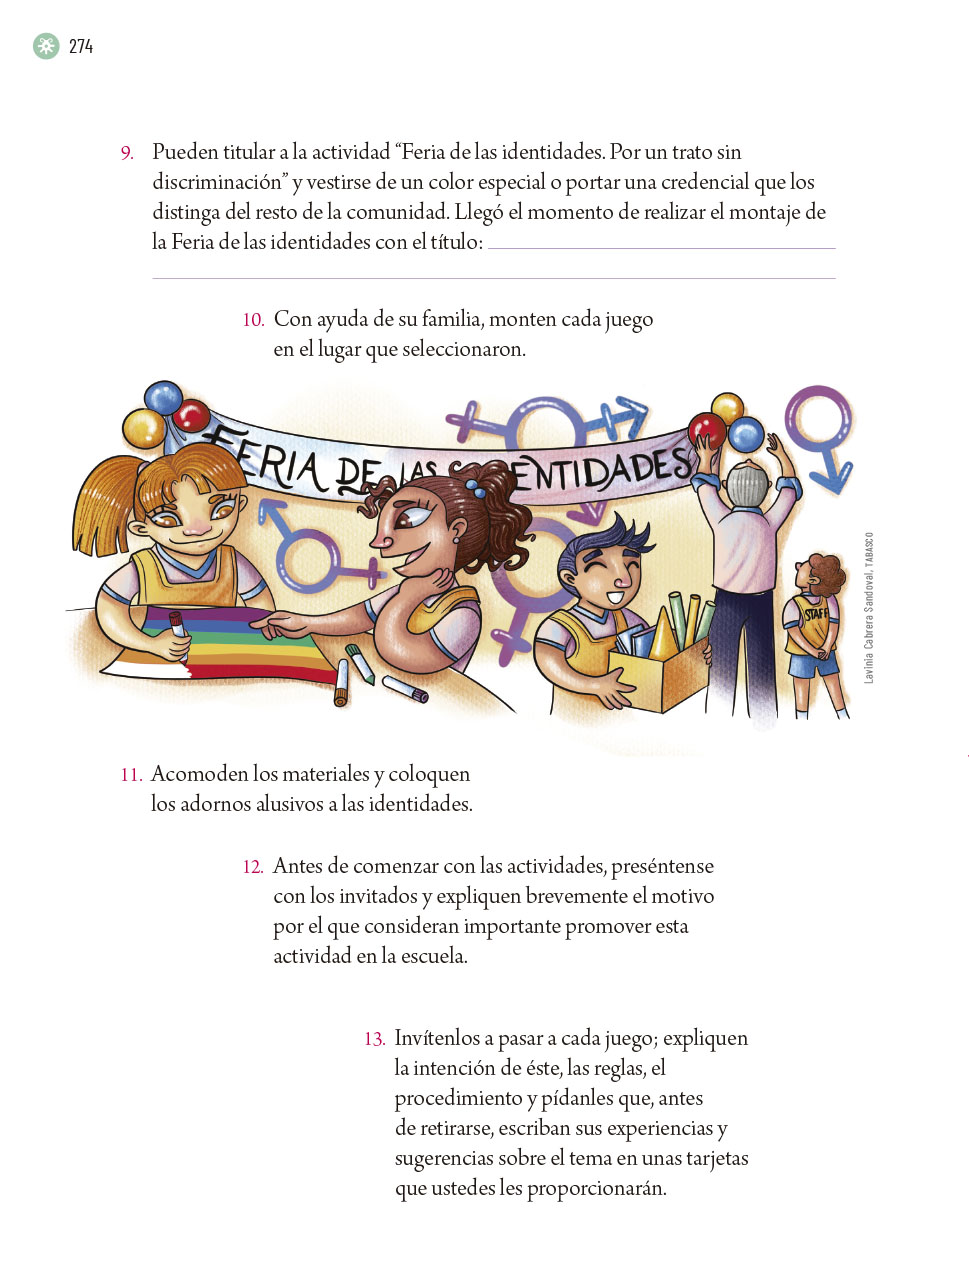 274
9. Pueden titular a la actividad “Feria de las identidades. Por un trato sin
discriminación” y vestirse de un color especial o portar una credencial que los
distinga del resto de la comunidad. Llegó el momento de realizar el montaje de
la Feria de las identidades con el título:
10. Con ayuda de su familia, monten cada juego
en el lugar que seleccionaron.
FERIA DE LAS ENTIDADES
STAFF
Lavinia Cabrera Sandoval, TABASCO
11. Acomoden los materiales y coloquen
los adornos alusivos a las identidades.
12. Antes de comenzar con las actividades, preséntense
con los invitados y expliquen brevemente el motivo
por el que consideran importante promover esta
actividad en la escuela.
13. Invítenlos a pasar a cada juego; expliquen
la intención de éste, las reglas, el
procedimiento y pídanles que, antes
de retirarse, escriban sus experiencias y
sugerencias sobre el tema en unas tarjetas
que ustedes les proporcionarán.